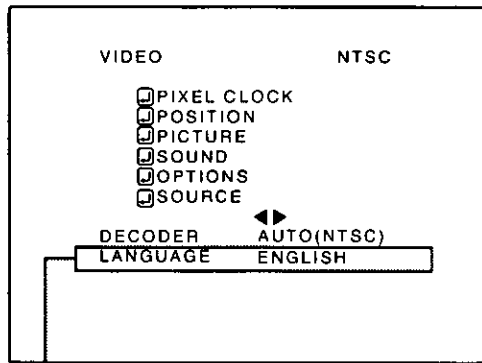 VIDEO NTSC
PIXEL CLOCK
POSITION
PICTURE
SOUND
OPTIONS
SOURCE
DECODER AUTO(NTSC)
LANGUAGE ENGLISH